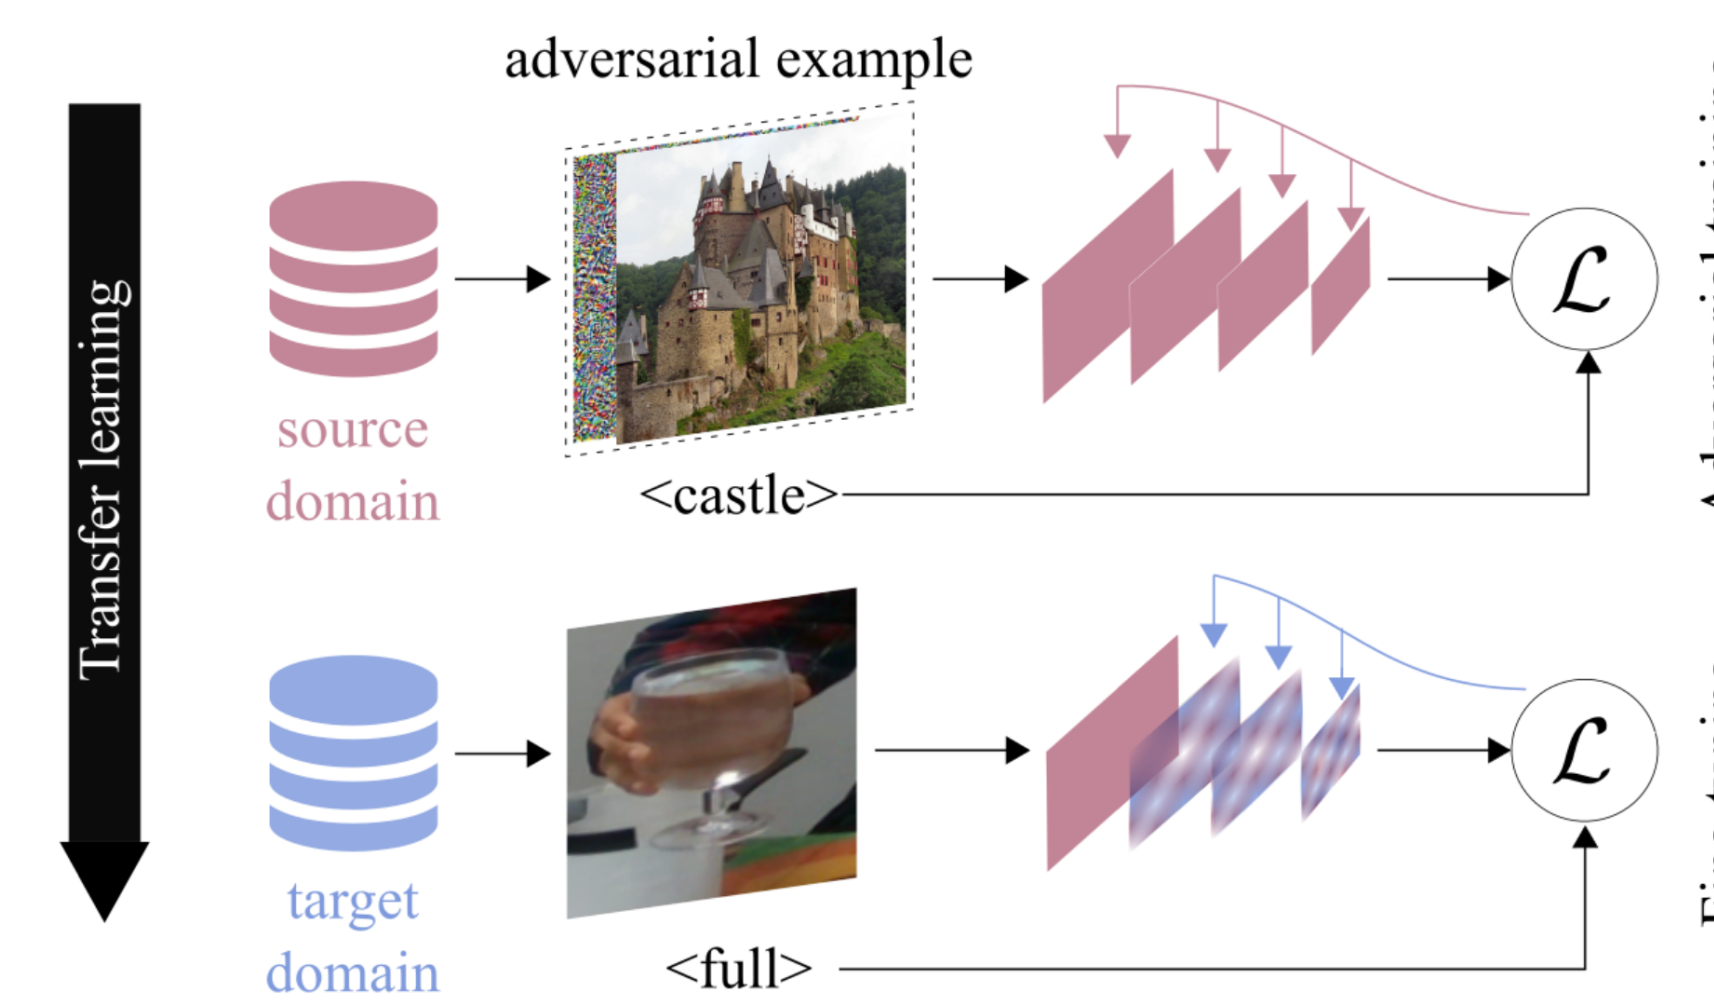 adversarial example
Transfer learning
source
domain
<castle>
ℒ
target
domain
<full>
ℒ